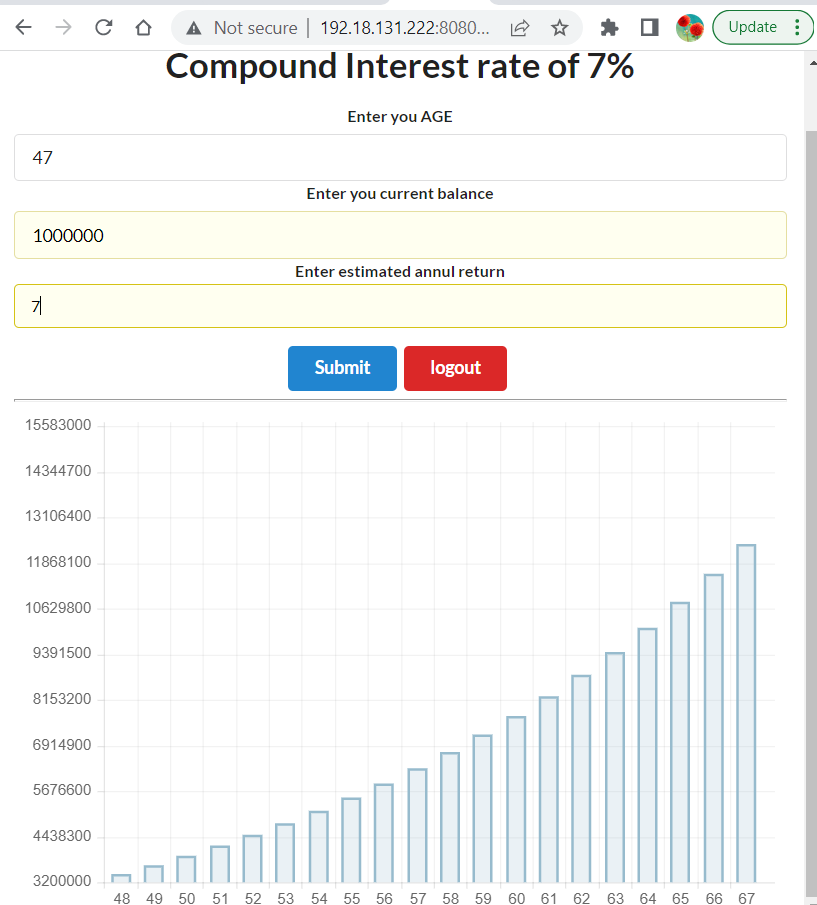 Not secure | 192.18.131.222:8080... Update
Compound Interest rate of 7%
Enter you AGE
47
Enter you current balance
1000000
Enter estimated annul return
7
Submit logout
15583000
14344700
13106400
11868100
10629800
9391500
8153200
6914900
5676600
4438300
3200000
48 49 50 51 52 53 54 55 56 57 58 59 60 61 62 63 64 65 66 67